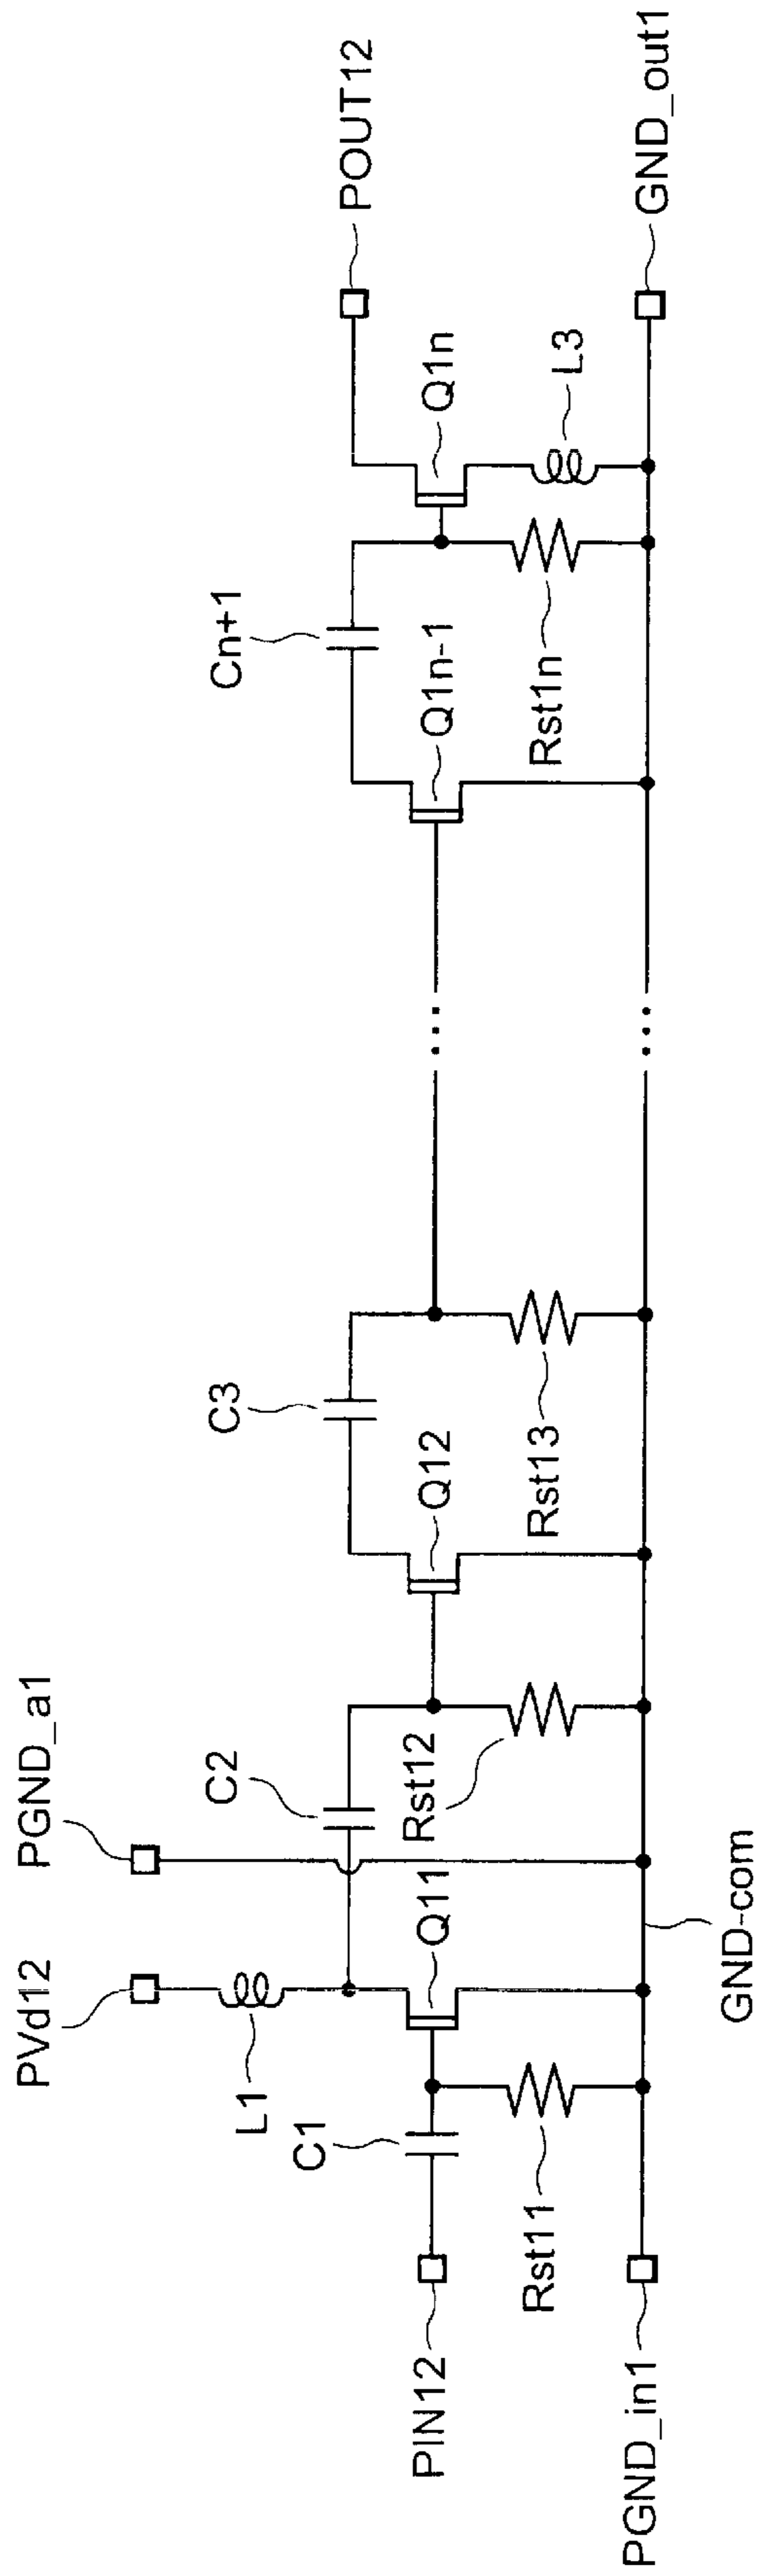 PVd12
PGND_a1
L1
C1
C2
C3
Cn+1
PIN12
Q11
Rst12
Q12
Q1n-1
Q1n
POUT12
Rst11
Rst13
Rst1n
L3
PGND_in1
GND-com
GND_out1